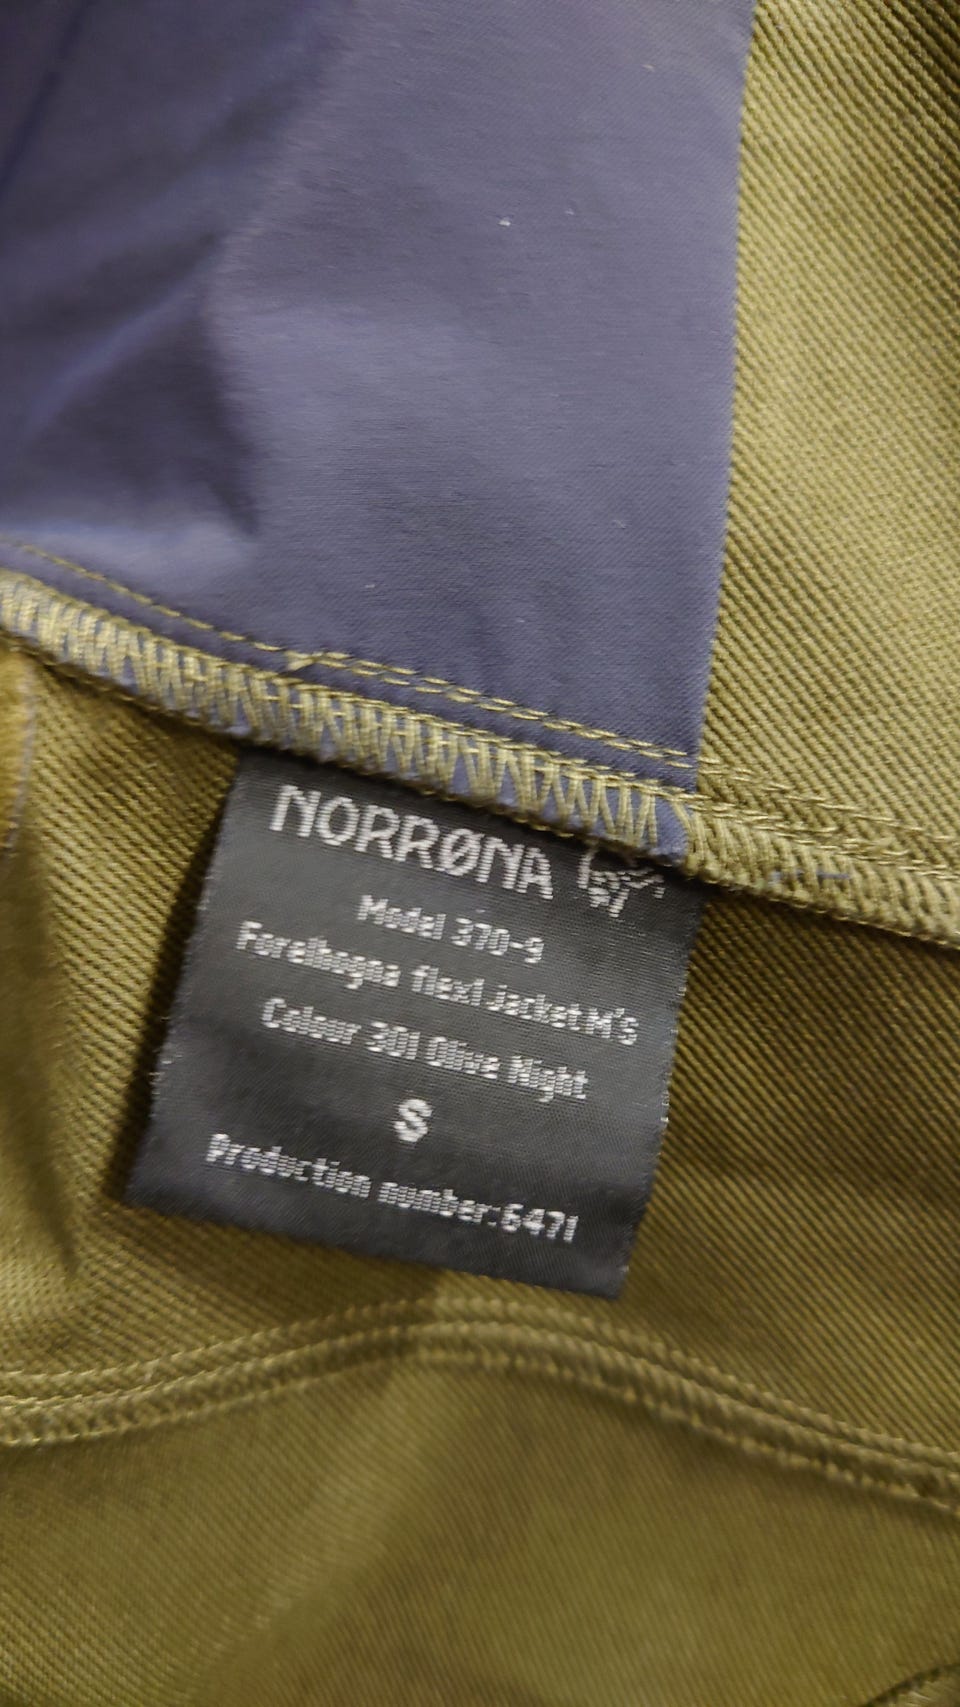 NORRØNA
Model 370-9
Forelhogna flex1 jacket M's
Colour 301 Olive Night
S
Production number:6471